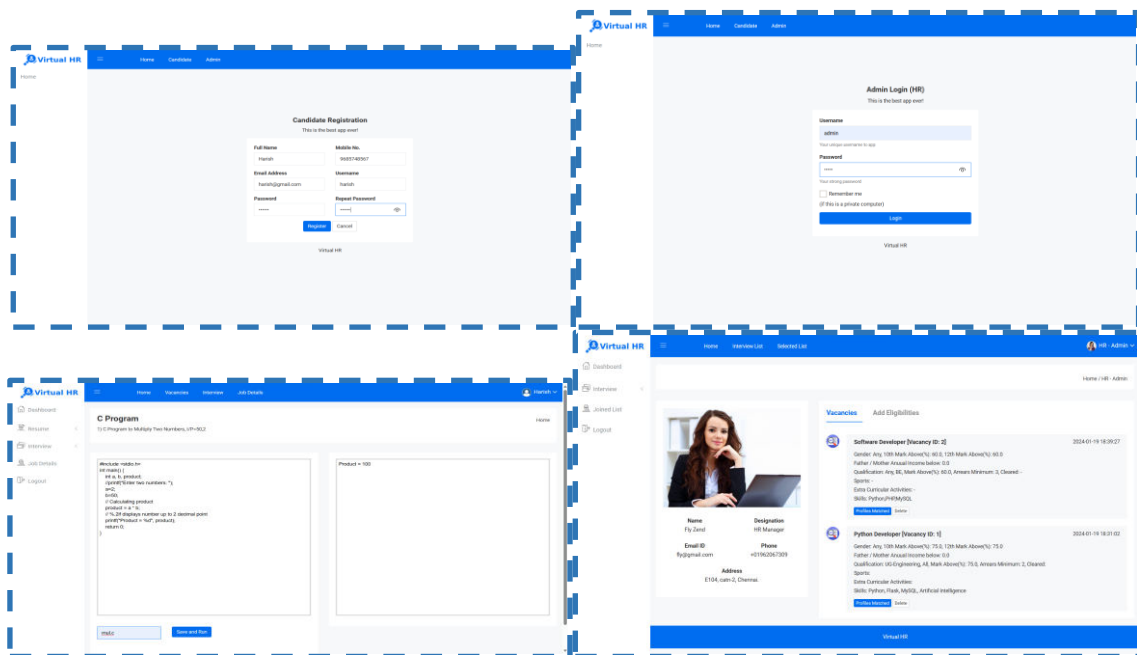 Virtual HR
Home Candidate Admin
Home
Candidate Registration
This is the best app ever!
Full Name Mobile No.
Harish 9603748567
Email Address Username
harish@gmail.com harish
Password Repeat Password
Register Cancel
Virtual HR
Virtual HR
Home Candidate Admin
Home
Admin Login (HR)
This is the best app ever!
Username
admin
Your unique username to app
Password
Your strong password
Remember me
(if this is a private computer)
Login
Virtual HR
Virtual HR
Home Vacancies Interview Job Details
Harish
Dashboard
Resume
Interview
Job Details
Logout
C Program
Home
1) C Program to Multiply Two Numbers, I/P=50,2
#include <stdio.h>
int main() {
int a, b, product;
//printf("Enter two numbers: ");
a=2;
b=50;
// Calculating product
product = a * b;
// %.2lf displays number up to 2 decimal point
printf("Product = %d", product);
return 0;
}
Product = 100
Save and Run
Virtual HR
Home Interview List Selected List
HR - Admin
Dashboard
Interview
Joined List
Logout
Home / HR - Admin
Name Designation
Fly Zend HR Manager
Email ID Phone
fly@gmail.com +01962067309
Address
E104, cam-2, Chennai.
Vacancies Add Eligibilities
Software Developer [Vacancy ID: 2] 2024-01-19 18:39:27
Gender: Any, 10th Mark Above(%): 60.0, 12th Mark Above(%): 60.0
Father / Mother Anuual Income below: 0.0
Qualification: Any, BE, Mark Above(%): 60.0, Arrears Minimum: 3, Cleared: -
Sports: -
Extra Curricular Activities: -
Skills: Python,PHP,MySQL
Profiles Matched Delete
Python Developer [Vacancy ID: 1] 2024-01-19 18:31:02
Gender: Any, 10th Mark Above(%): 75.0, 12th Mark Above(%): 75.0
Father / Mother Anuual Income below: 0.0
Qualification: UG-Engineering, All, Mark Above(%): 75.0, Arrears Minimum: 2, Cleared:
Sports:
Extra Curricular Activities:
Skills: Python, Flask, MySQL, Artificial Intelligence
Profiles Matched Delete
Virtual HR